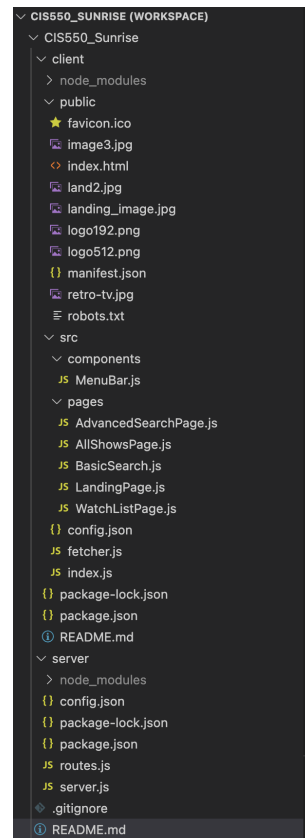 CIS550_SUNRISE (WORKSPACE)
CIS550_Sunrise
client
node_modules
public
favicon.ico
image3.jpg
index.html
land2.jpg
landing_image.jpg
logo192.png
logo512.png
manifest.json
retro-tv.jpg
robots.txt
src
components
JS MenuBar.js
pages
JS AdvancedSearchPage.js
JS AllShowsPage.js
JS BasicSearch.js
JS LandingPage.js
JS WatchListPage.js
{} config.json
JS fetcher.js
JS index.js
{} package-lock.json
{} package.json
README.md
server
node_modules
{} config.json
{} package-lock.json
{} package.json
JS routes.js
JS server.js
.gitignore
README.md